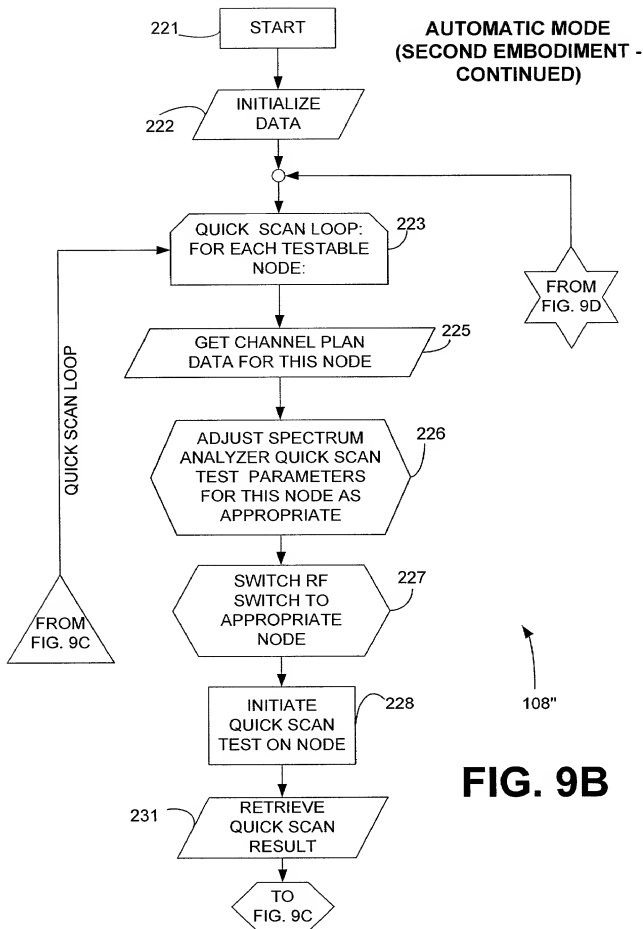 221
START
AUTOMATIC MODE
(SECOND EMBODIMENT -
CONTINUED)
222
INITIALIZE
DATA
QUICK SCAN LOOP:
FOR EACH TESTABLE
NODE:
223
FROM
FIG. 9D
GET CHANNEL PLAN
DATA FOR THIS NODE
225
QUICK SCAN LOOP
ADJUST SPECTRUM
ANALYZER QUICK SCAN
TEST PARAMETERS
FOR THIS NODE AS
APPROPRIATE
226
SWITCH RF
SWITCH TO
APPROPRIATE
NODE
227
FROM
FIG. 9C
INITIATE
QUICK SCAN
TEST ON NODE
228
108"
FIG. 9B
231
RETRIEVE
QUICK SCAN
RESULT
TO
FIG. 9C